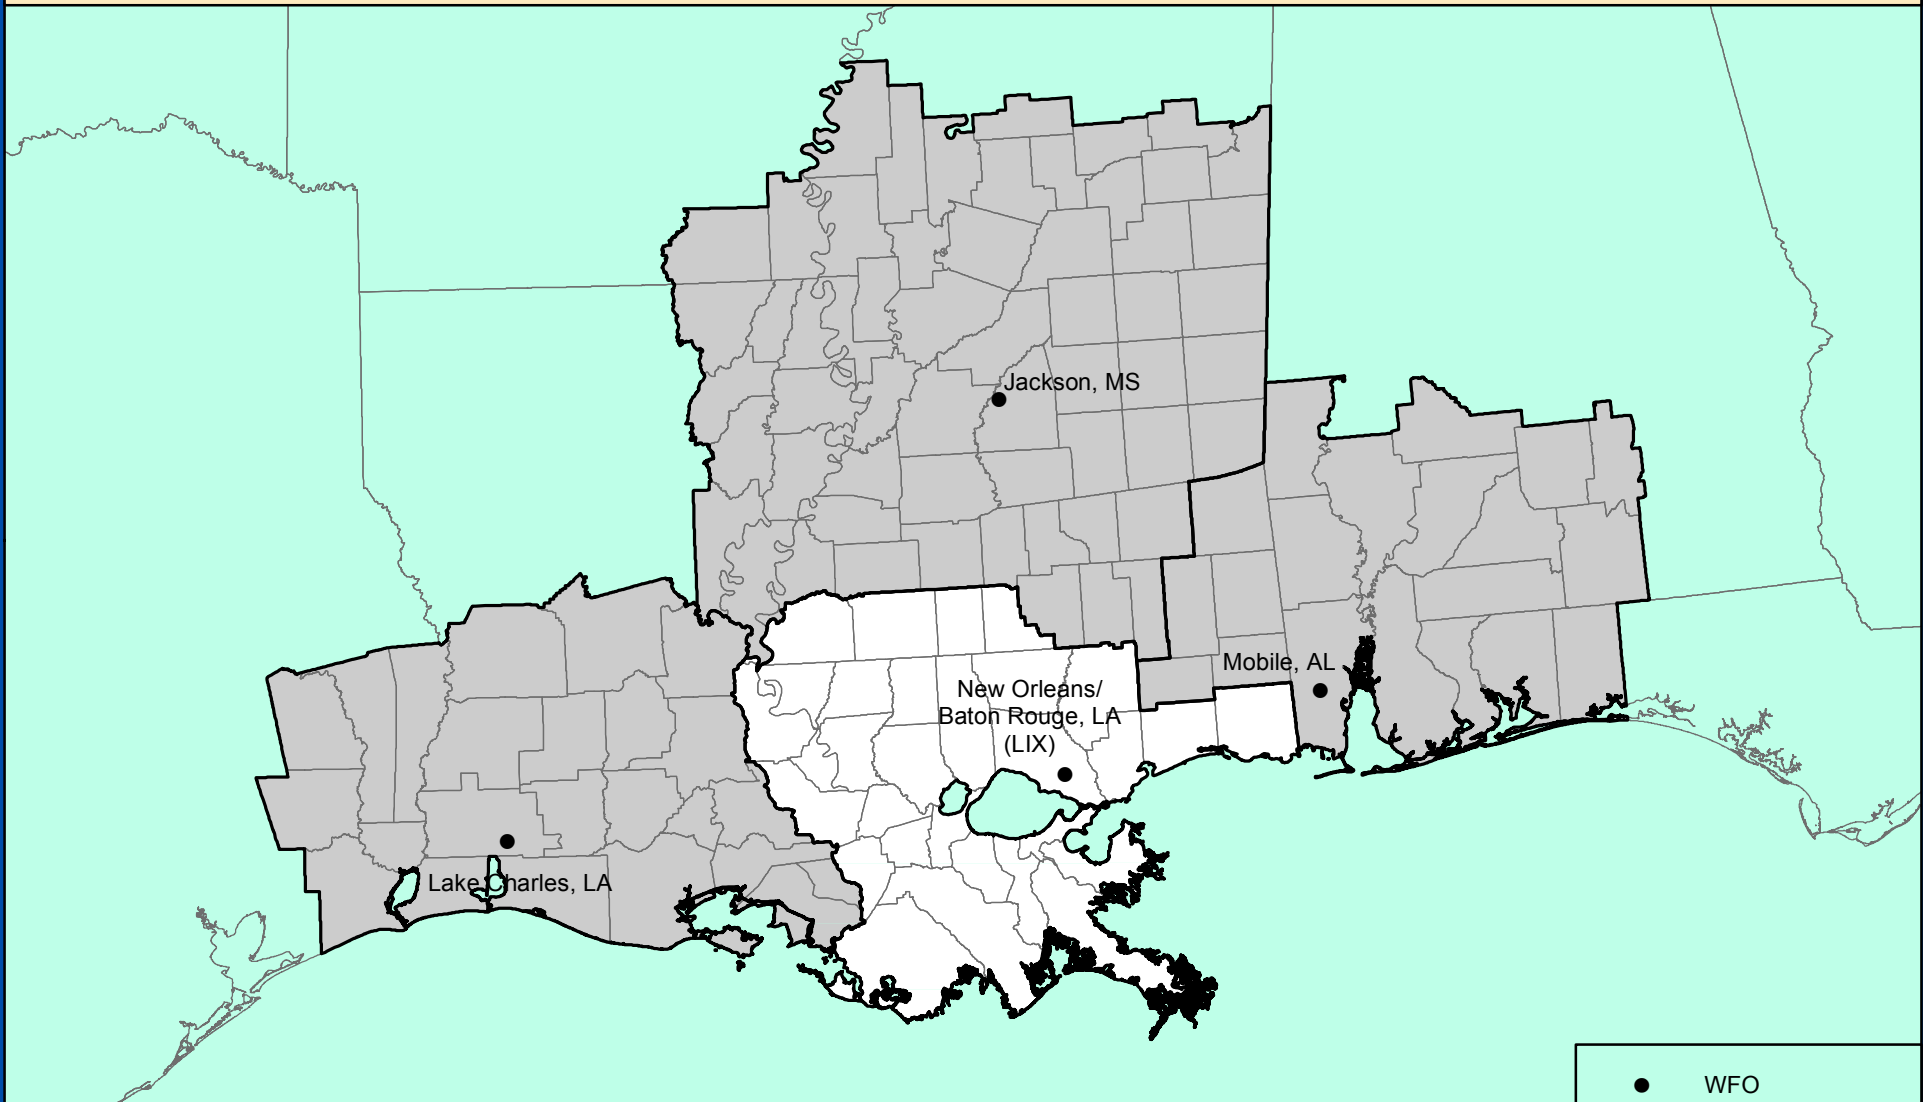 Jackson, MS
Mobile, AL
New Orleans/
Baton Rouge, LA
(LIX)
Lake Charles, LA
WFO